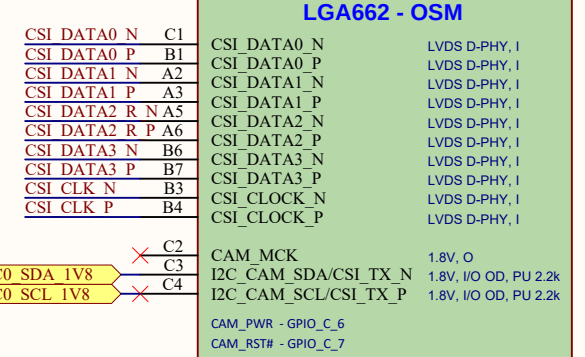 LGA662 - OSM
CSI_DATA0_N C1 CSI_DATA0_N LVDS D-PHY, I
CSI_DATA0_P B1 CSI_DATA0_P LVDS D-PHY, I
CSI_DATA1_N A2 CSI_DATA1_N LVDS D-PHY, I
CSI_DATA1_P A3 CSI_DATA1_P LVDS D-PHY, I
CSI_DATA2_R_N A5 CSI_DATA2_N LVDS D-PHY, I
CSI_DATA2_R_P A6 CSI_DATA2_P LVDS D-PHY, I
CSI_DATA3_N B6 CSI_DATA3_N LVDS D-PHY, I
CSI_DATA3_P B7 CSI_DATA3_P LVDS D-PHY, I
CSI_CLK_N B3 CSI_CLOCK_N LVDS D-PHY, I
CSI_CLK_P B4 CSI_CLOCK_P LVDS D-PHY, I
C2 CAM_MCK 1.8V, O
C0_SDA_1V8 C3 I2C_CAM_SDA/CSI_TX_N 1.8V, I/O OD, PU 2.2k
C0_SCL_1V8 C4 I2C_CAM_SCL/CSI_TX_P 1.8V, I/O OD, PU 2.2k
CAM_PWR - GPIO_C_6
CAM_RST# - GPIO_C_7